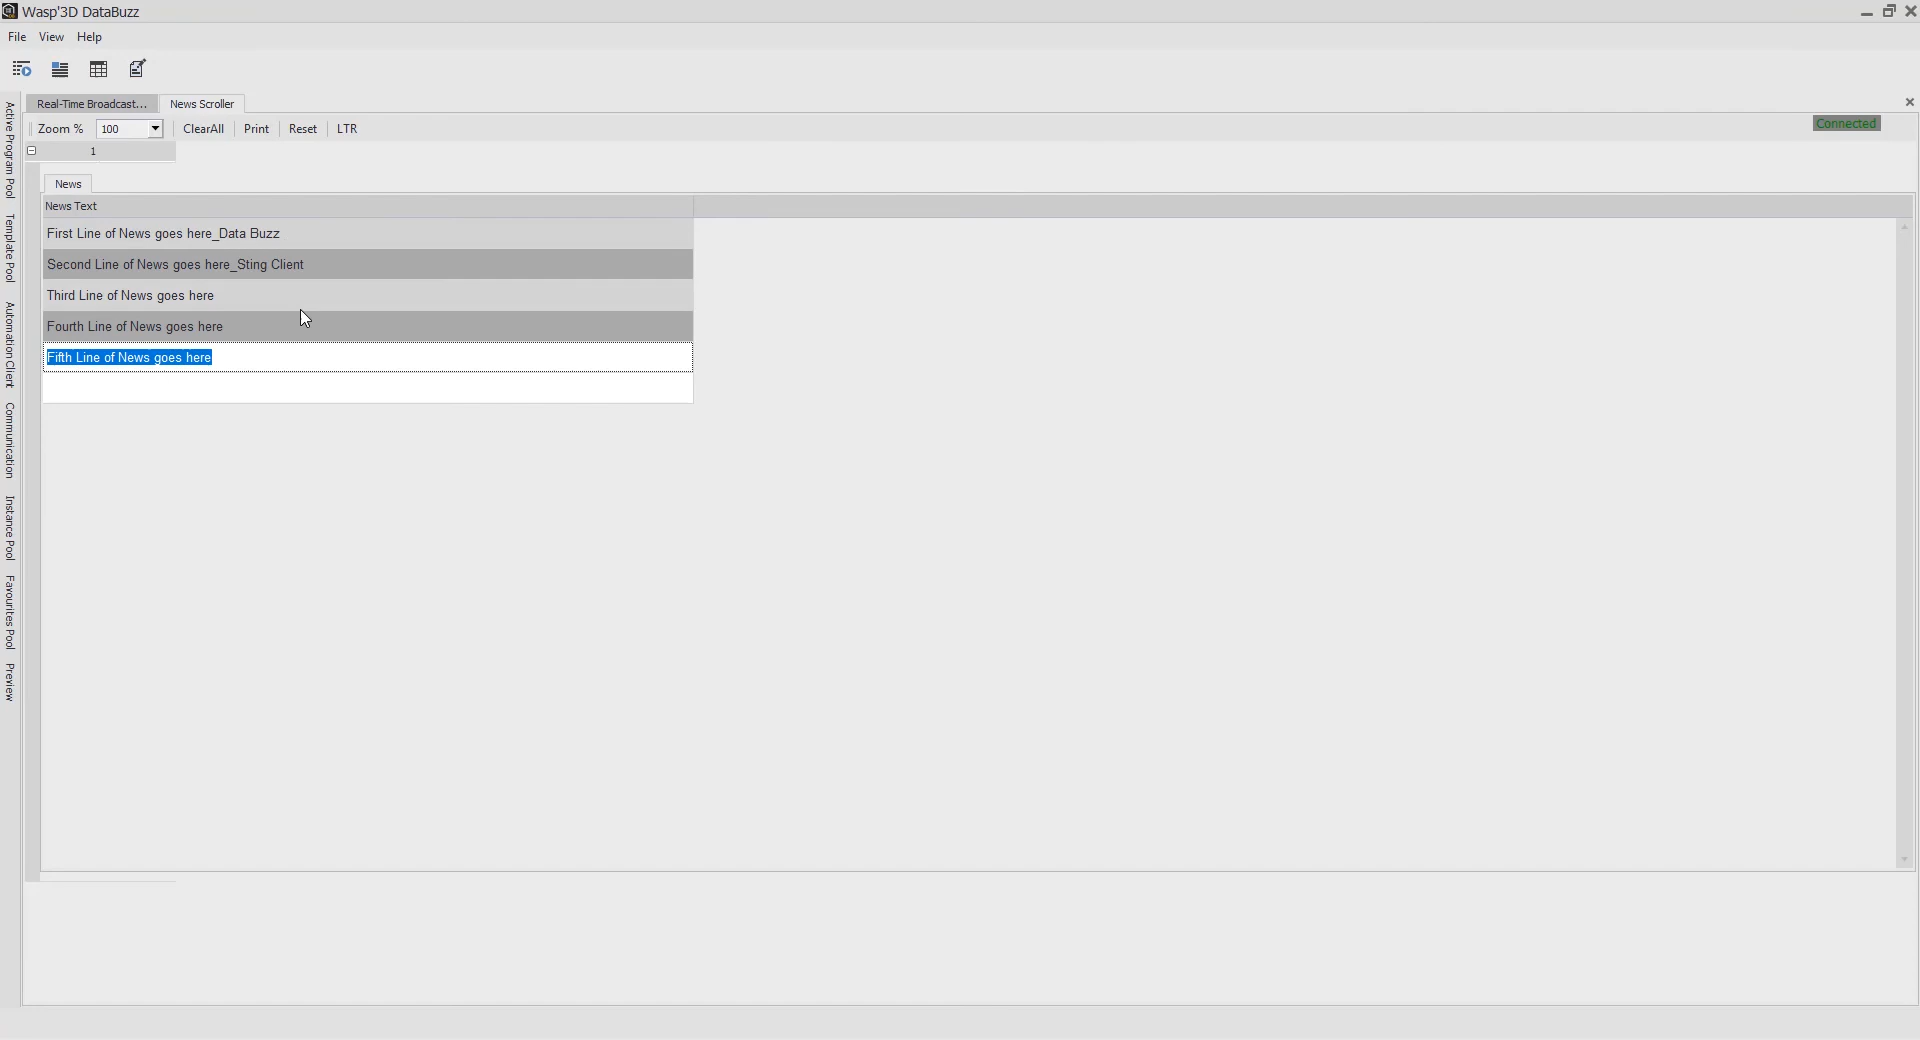 Wasp'3D DataBuzz
File View Help
Real-Time Broadcast... News Scroller
Zoom % 100 ClearAll Print Reset LTR Connected
1
News
News Text
First Line of News goes here_Data Buzz
Second Line of News goes here_Sting Client
Third Line of News goes here
Fourth Line of News goes here
Fifth Line of News goes here
Active Program Pool
Template Pool
Automation Client
Communication
Instance Pool
Favourites Pool
Preview